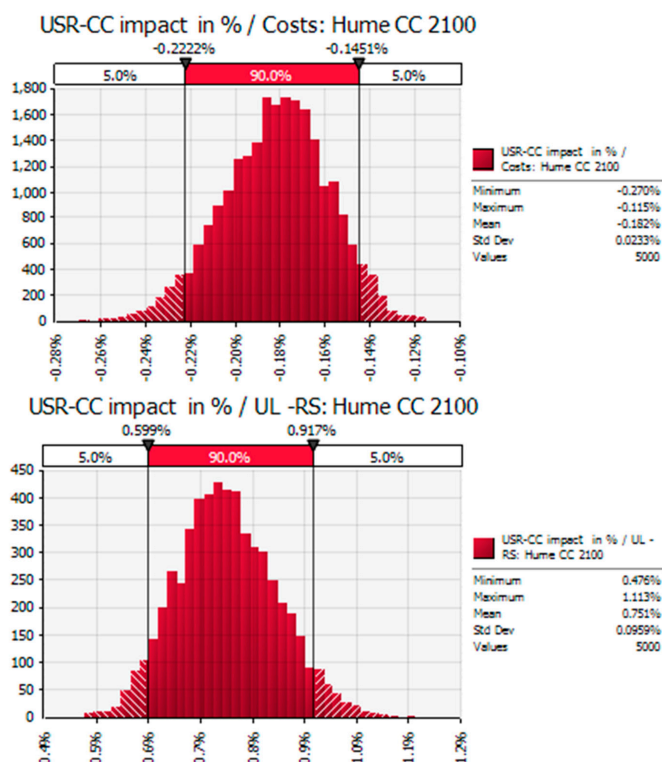 USR-CC impact in % / Costs: Hume CC 2100
-0.2222% -0.1451%
5.0% 90.0% 5.0%
1,800
1,600
1,400
1,200
1,000
800
600
400
200
0
-0.28% -0.26% -0.24% -0.22% -0.20% -0.18% -0.16% -0.14% -0.12% -0.10%
USR-CC impact in % /
Costs: Hume CC 2100
Minimum -0.270%
Maximum -0.115%
Mean -0.182%
Std Dev 0.0233%
Values 5000
USR-CC impact in % / UL -RS: Hume CC 2100
0.599% 0.917%
5.0% 90.0% 5.0%
450
400
350
300
250
200
150
100
50
0
0.4% 0.5% 0.6% 0.7% 0.8% 0.9% 1.0% 1.1% 1.2%
USR-CC impact in % / UL -
RS: Hume CC 2100
Minimum 0.476%
Maximum 1.113%
Mean 0.751%
Std Dev 0.0959%
Values 5000